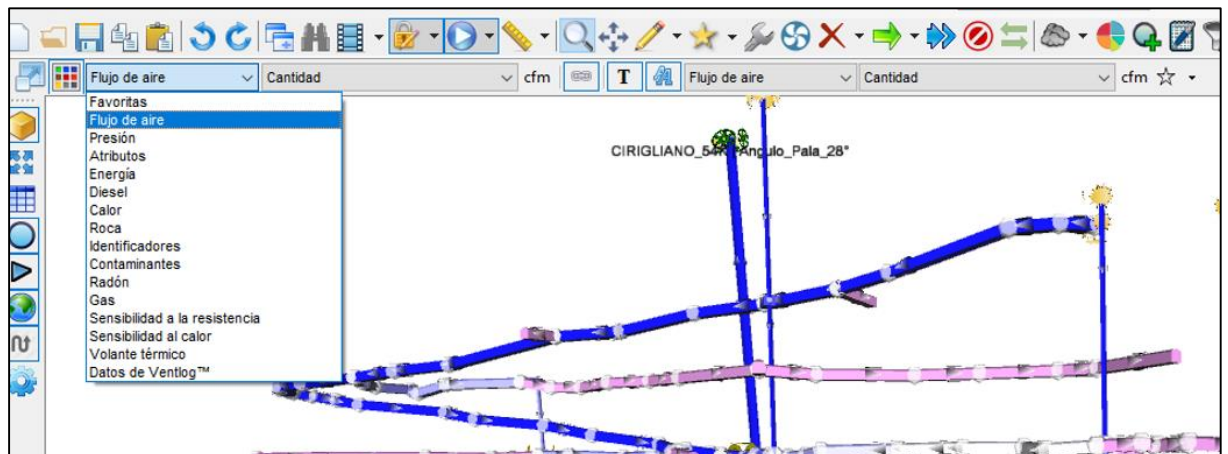 Flujo de aire Cantidad cfm T Flujo de aire Cantidad cfm
Favoritas
Flujo de aire
Presión
Atributos
Energía
Diesel
Calor
Roca
Identificadores
Contaminantes
Radón
Gas
Sensibilidad a la resistencia
Sensibilidad al calor
Volante térmico
Datos de Ventlog™
CIRIGLIANO_54 Angulo_Pala_28°